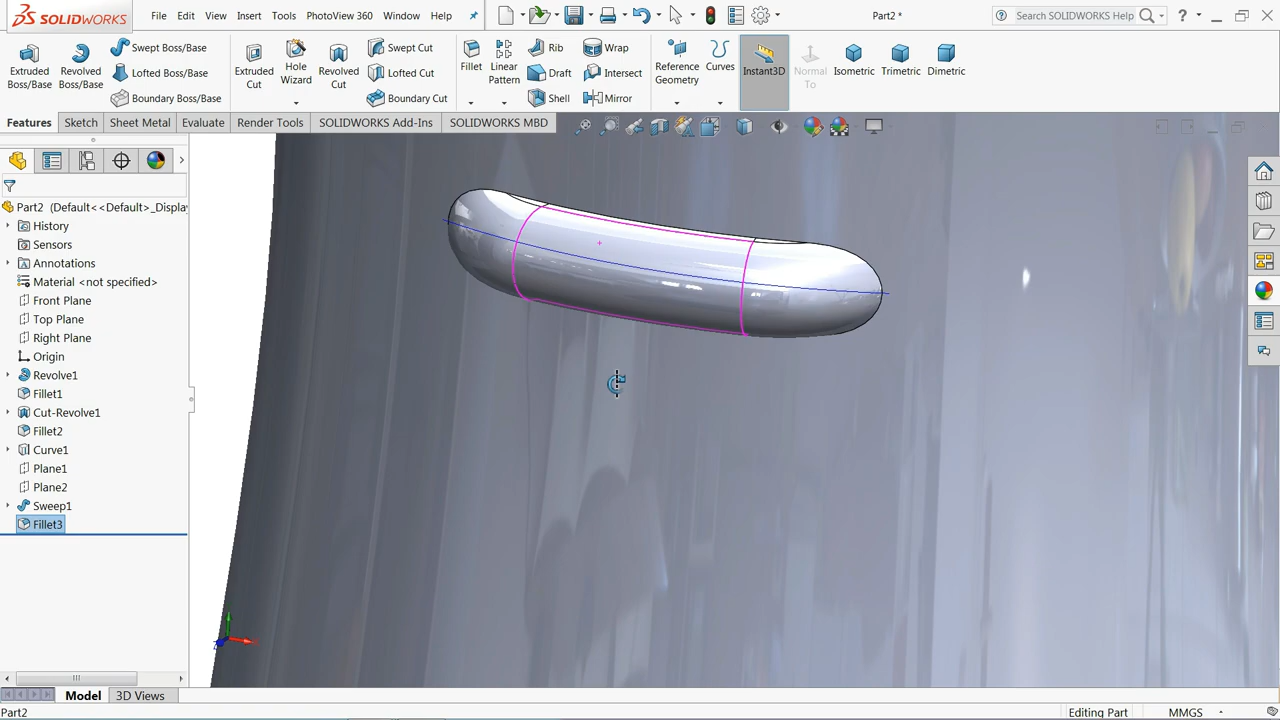 SOLIDWORKS
File Edit View Insert Tools PhotoView 360 Window Help
Part2 *
Search SOLIDWORKS Help
Extruded Boss/Base
Revolved Boss/Base
Swept Boss/Base
Lofted Boss/Base
Boundary Boss/Base
Extruded Cut
Hole Wizard
Revolved Cut
Swept Cut
Lofted Cut
Boundary Cut
Fillet
Linear Pattern
Rib
Draft
Shell
Wrap
Intersect
Mirror
Reference Geometry
Curves
Instant3D
Normal To
Isometric
Trimetric
Dimetric
Features Sketch Sheet Metal Evaluate Render Tools SOLIDWORKS Add-Ins SOLIDWORKS MBD
Part2 (Default<<Default>_Displa
History
Sensors
Annotations
Material <not specified>
Front Plane
Top Plane
Right Plane
Origin
Revolve1
Fillet1
Cut-Revolve1
Fillet2
Curve1
Plane1
Plane2
Sweep1
Fillet3
Model 3D Views
Part2
Editing Part
MMGS